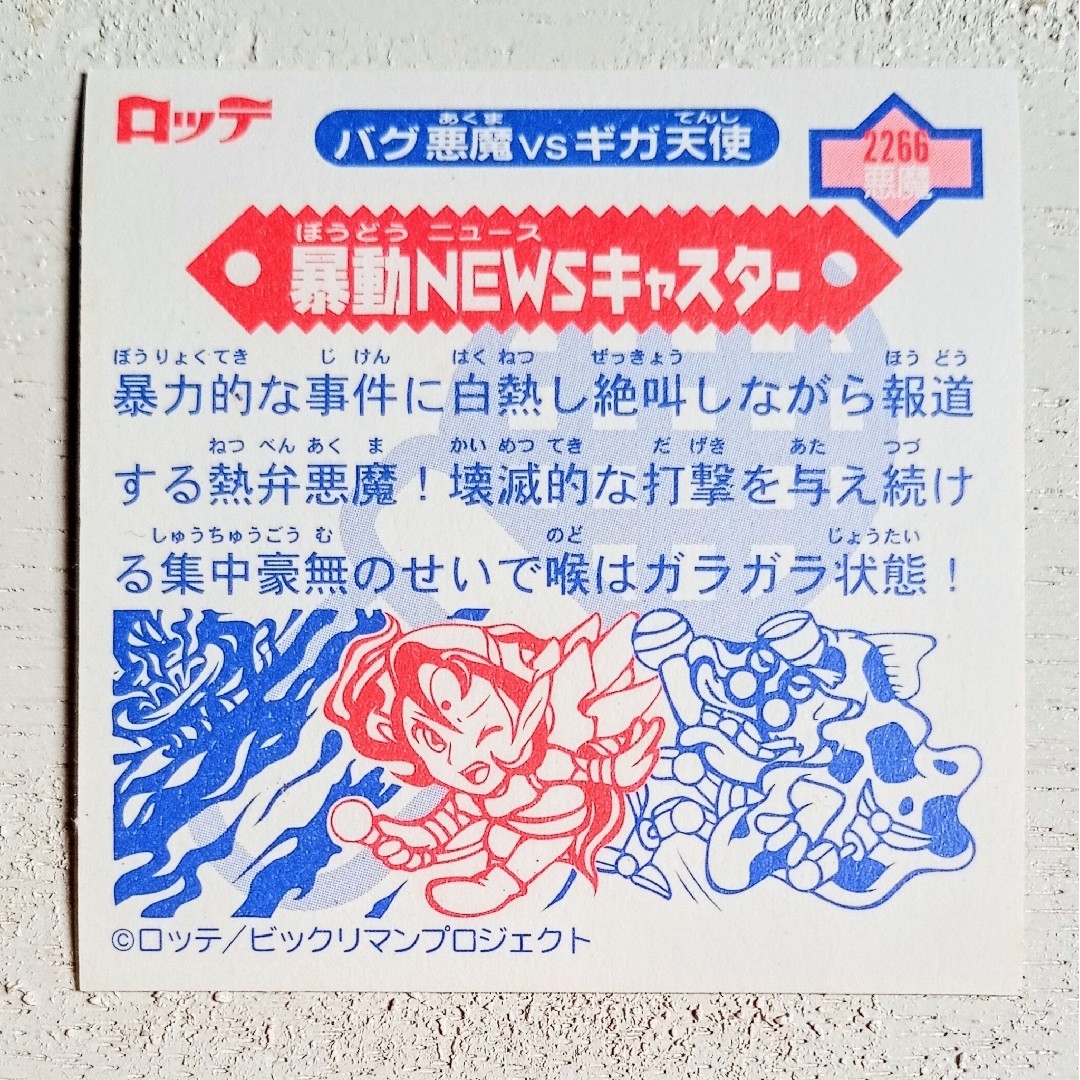 ロッテ
あくま てんし
バグ悪魔vsギガ天使
2266
悪魔
ぼうどう ニュース
暴動NEWSキャスター
ぼうりょくてき じけん はくねつ ぜっきょう ほうどう
暴力的な事件に白熱し絶叫しながら報道
ねつべんあくま かいめつてき だげき あた つづ
する熱弁悪魔！壊滅的な打撃を与え続け
しゅうちゅうごうむ のど じょうたい
る集中豪無のせいで喉はガラガラ状態！
©ロッテ/ビックリマンプロジェクト